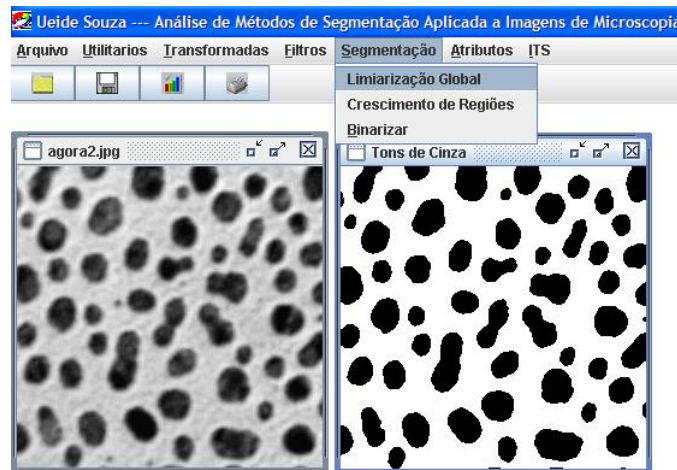 Ueide Souza --- Análise de Métodos de Segmentação Aplicada a Imagens de Microscopia
Arquivo Utilitarios Transformadas Filtros Segmentação Atributos ITS
Limiarização Global
Crescimento de Regiões
Binarizar
agora2.jpg
Tons de Cinza